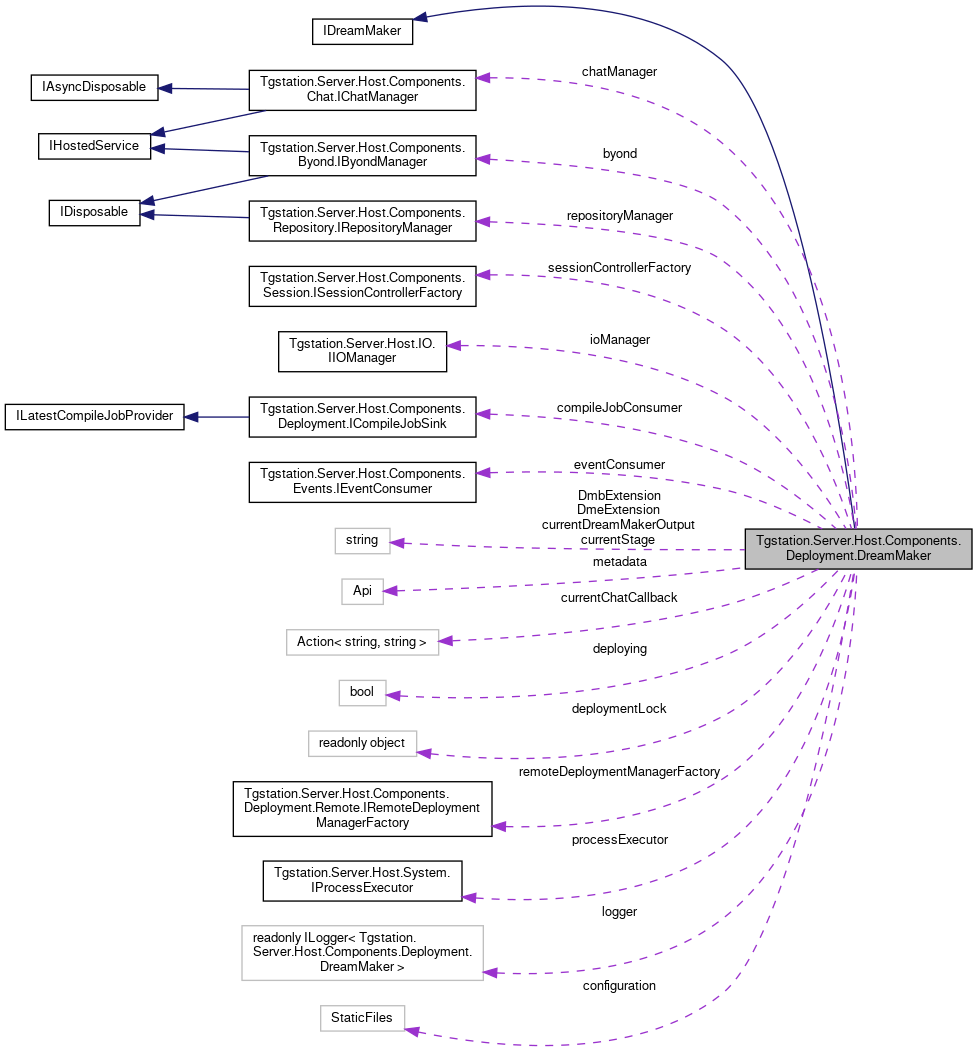 IDreamMaker
chatManager
Tgstation.Server.Host.Components.
Chat.IChatManager
IAsyncDisposable
IHostedService
byond
Tgstation.Server.Host.Components.
Byond.IByondManager
IDisposable
repositoryManager
Tgstation.Server.Host.Components.
Repository.IRepositoryManager
sessionControllerFactory
Tgstation.Server.Host.Components.
Session.ISessionControllerFactory
ioManager
Tgstation.Server.Host.IO.
IIOManager
compileJobConsumer
ILatestCompileJobProvider
Tgstation.Server.Host.Components.
Deployment.ICompileJobSink
eventConsumer
Tgstation.Server.Host.Components.
Events.IEventConsumer
DmbExtension
DmeExtension
currentDreamMakerOutput
currentStage
string
Tgstation.Server.Host.Components.
Deployment.DreamMaker
metadata
Api
currentChatCallback
Action< string, string >
deploying
bool
deploymentLock
readonly object
remoteDeploymentManagerFactory
Tgstation.Server.Host.Components.
Deployment.Remote.IRemoteDeployment
ManagerFactory
processExecutor
Tgstation.Server.Host.System.
IProcessExecutor
logger
readonly ILogger< Tgstation.
Server.Host.Components.Deployment.
DreamMaker >
configuration
StaticFiles